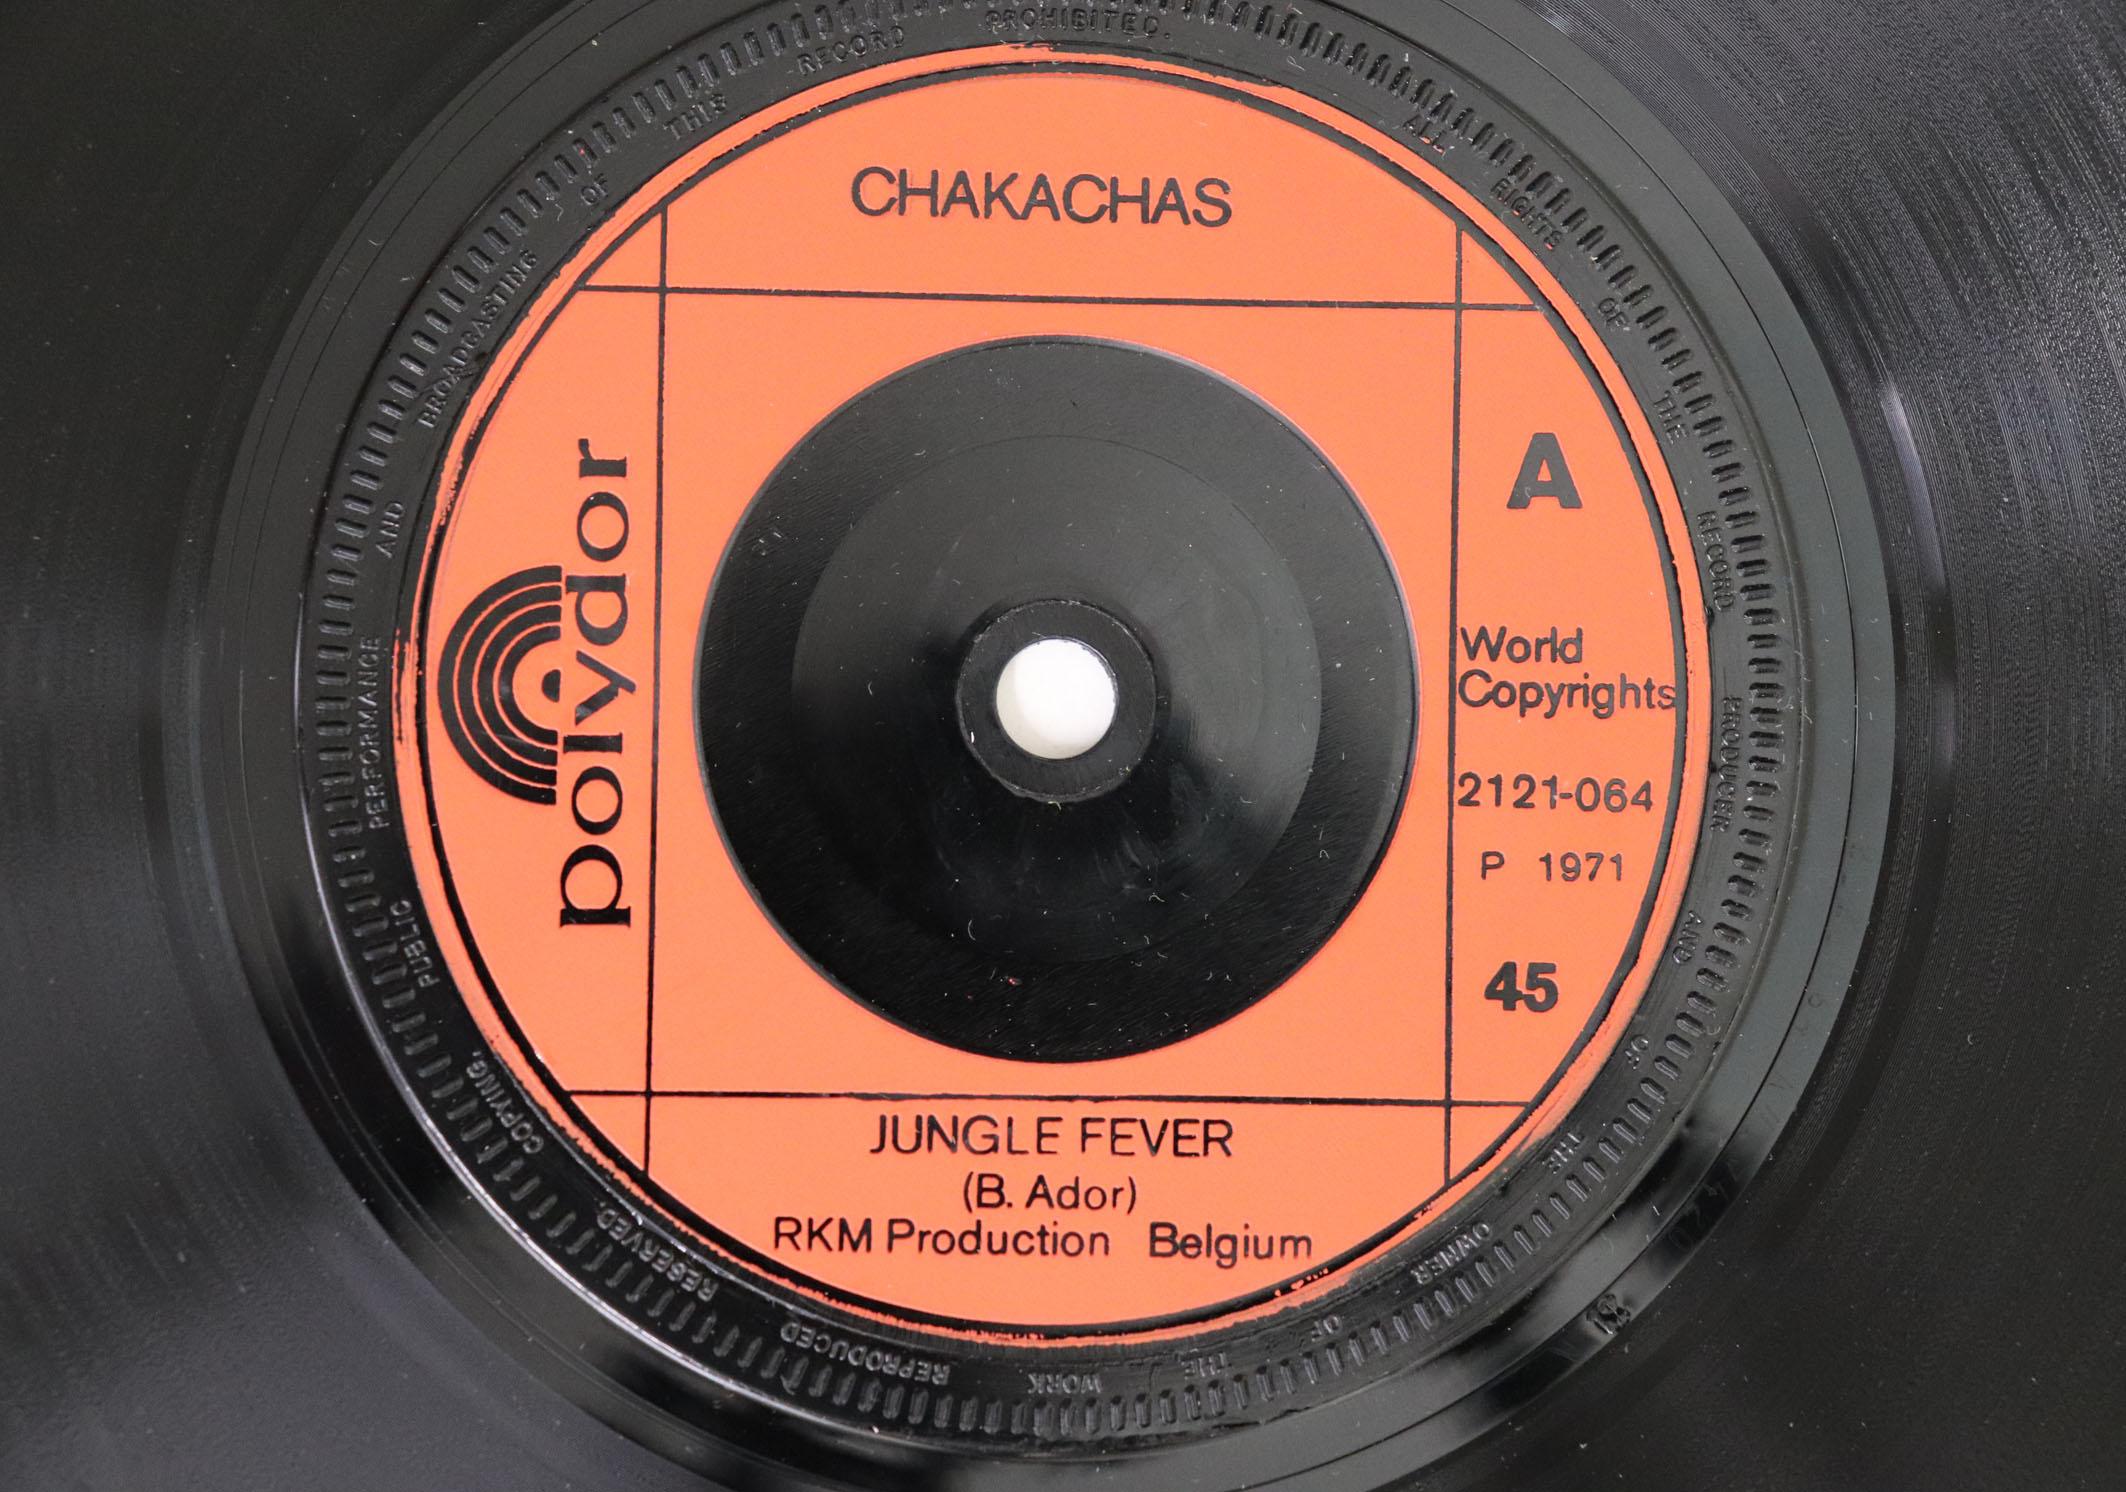 CHAKACHAS
polydor
A
World
Copyrights
2121-064
P 1971
45
JUNGLE FEVER
(B. Ador)
RKM Production Belgium
ALL RIGHTS OF THE RECORD PRODUCER AND OF THE OWNER OF THE WORK REPRODUCED RESERVED. COPYING, PUBLIC PERFORMANCE AND BROADCASTING OF THIS RECORD PROHIBITED.